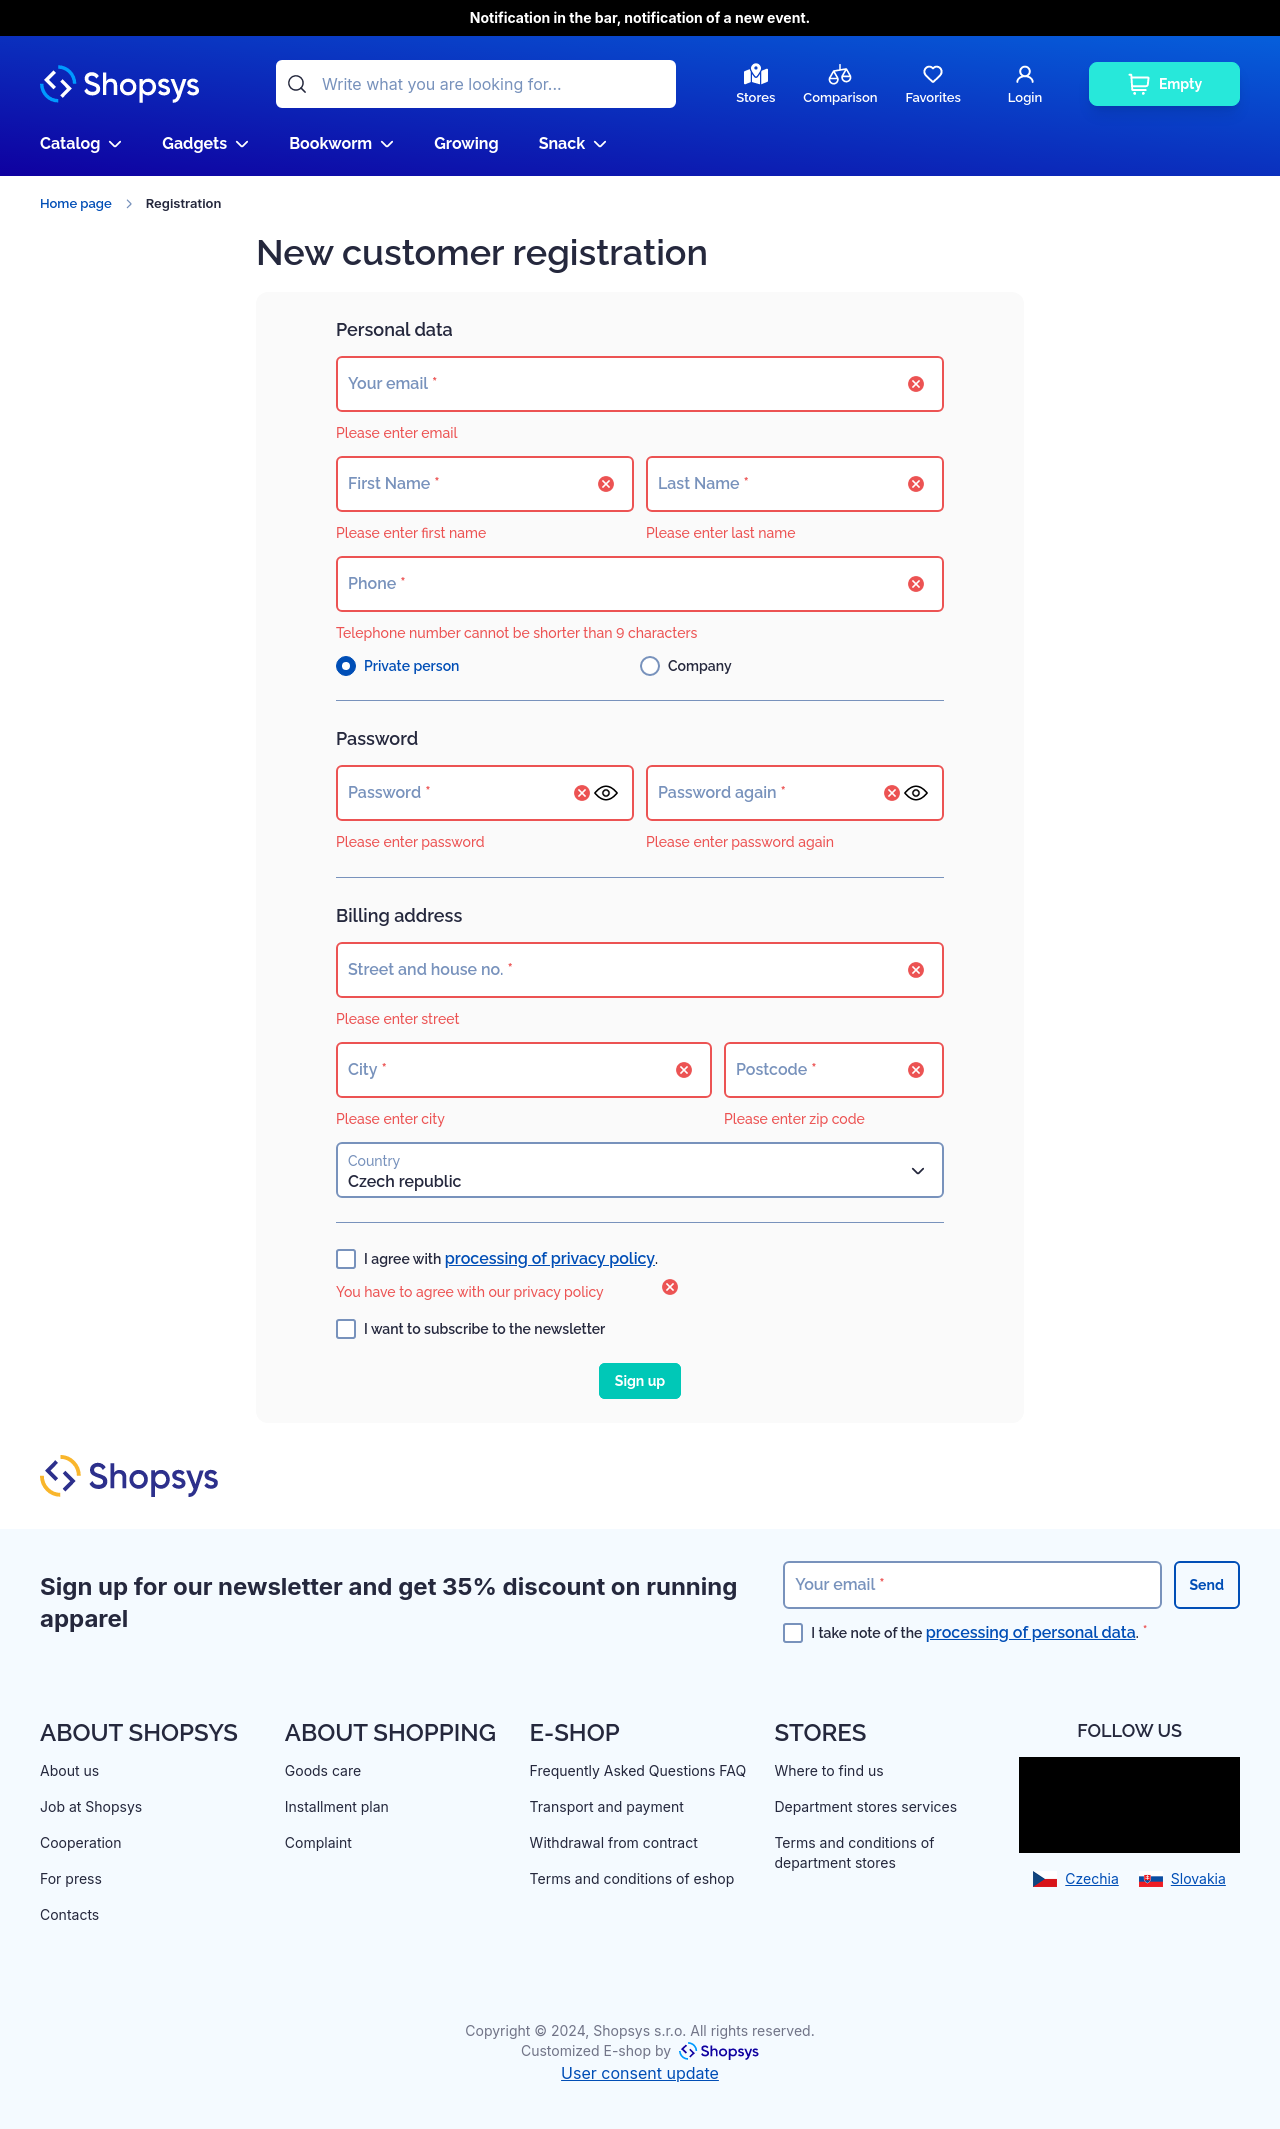 Notification in the bar, notification of a new event.
Shopsys
Write what you are looking for...
Stores
Comparison
Favorites
Login
Empty
Catalog
Gadgets
Bookworm
Growing
Snack
Home page
Registration
New customer registration
Personal data
Your email *
Please enter email
First Name *
Last Name *
Please enter first name
Please enter last name
Phone *
Telephone number cannot be shorter than 9 characters
Private person
Company
Password
Password *
Password again *
Please enter password
Please enter password again
Billing address
Street and house no. *
Please enter street
City *
Postcode *
Please enter city
Please enter zip code
Country
Czech republic
I agree with processing of privacy policy.
You have to agree with our privacy policy
I want to subscribe to the newsletter
Sign up
Shopsys
Sign up for our newsletter and get 35% discount on running
apparel
Your email *
Send
I take note of the processing of personal data. *
ABOUT SHOPSYS
About us
Job at Shopsys
Cooperation
For press
Contacts
ABOUT SHOPPING
Goods care
Installment plan
Complaint
E-SHOP
Frequently Asked Questions FAQ
Transport and payment
Withdrawal from contract
Terms and conditions of eshop
STORES
Where to find us
Department stores services
Terms and conditions of
department stores
FOLLOW US
Czechia
Slovakia
Copyright © 2024, Shopsys s.r.o. All rights reserved.
Customized E-shop by Shopsys
User consent update